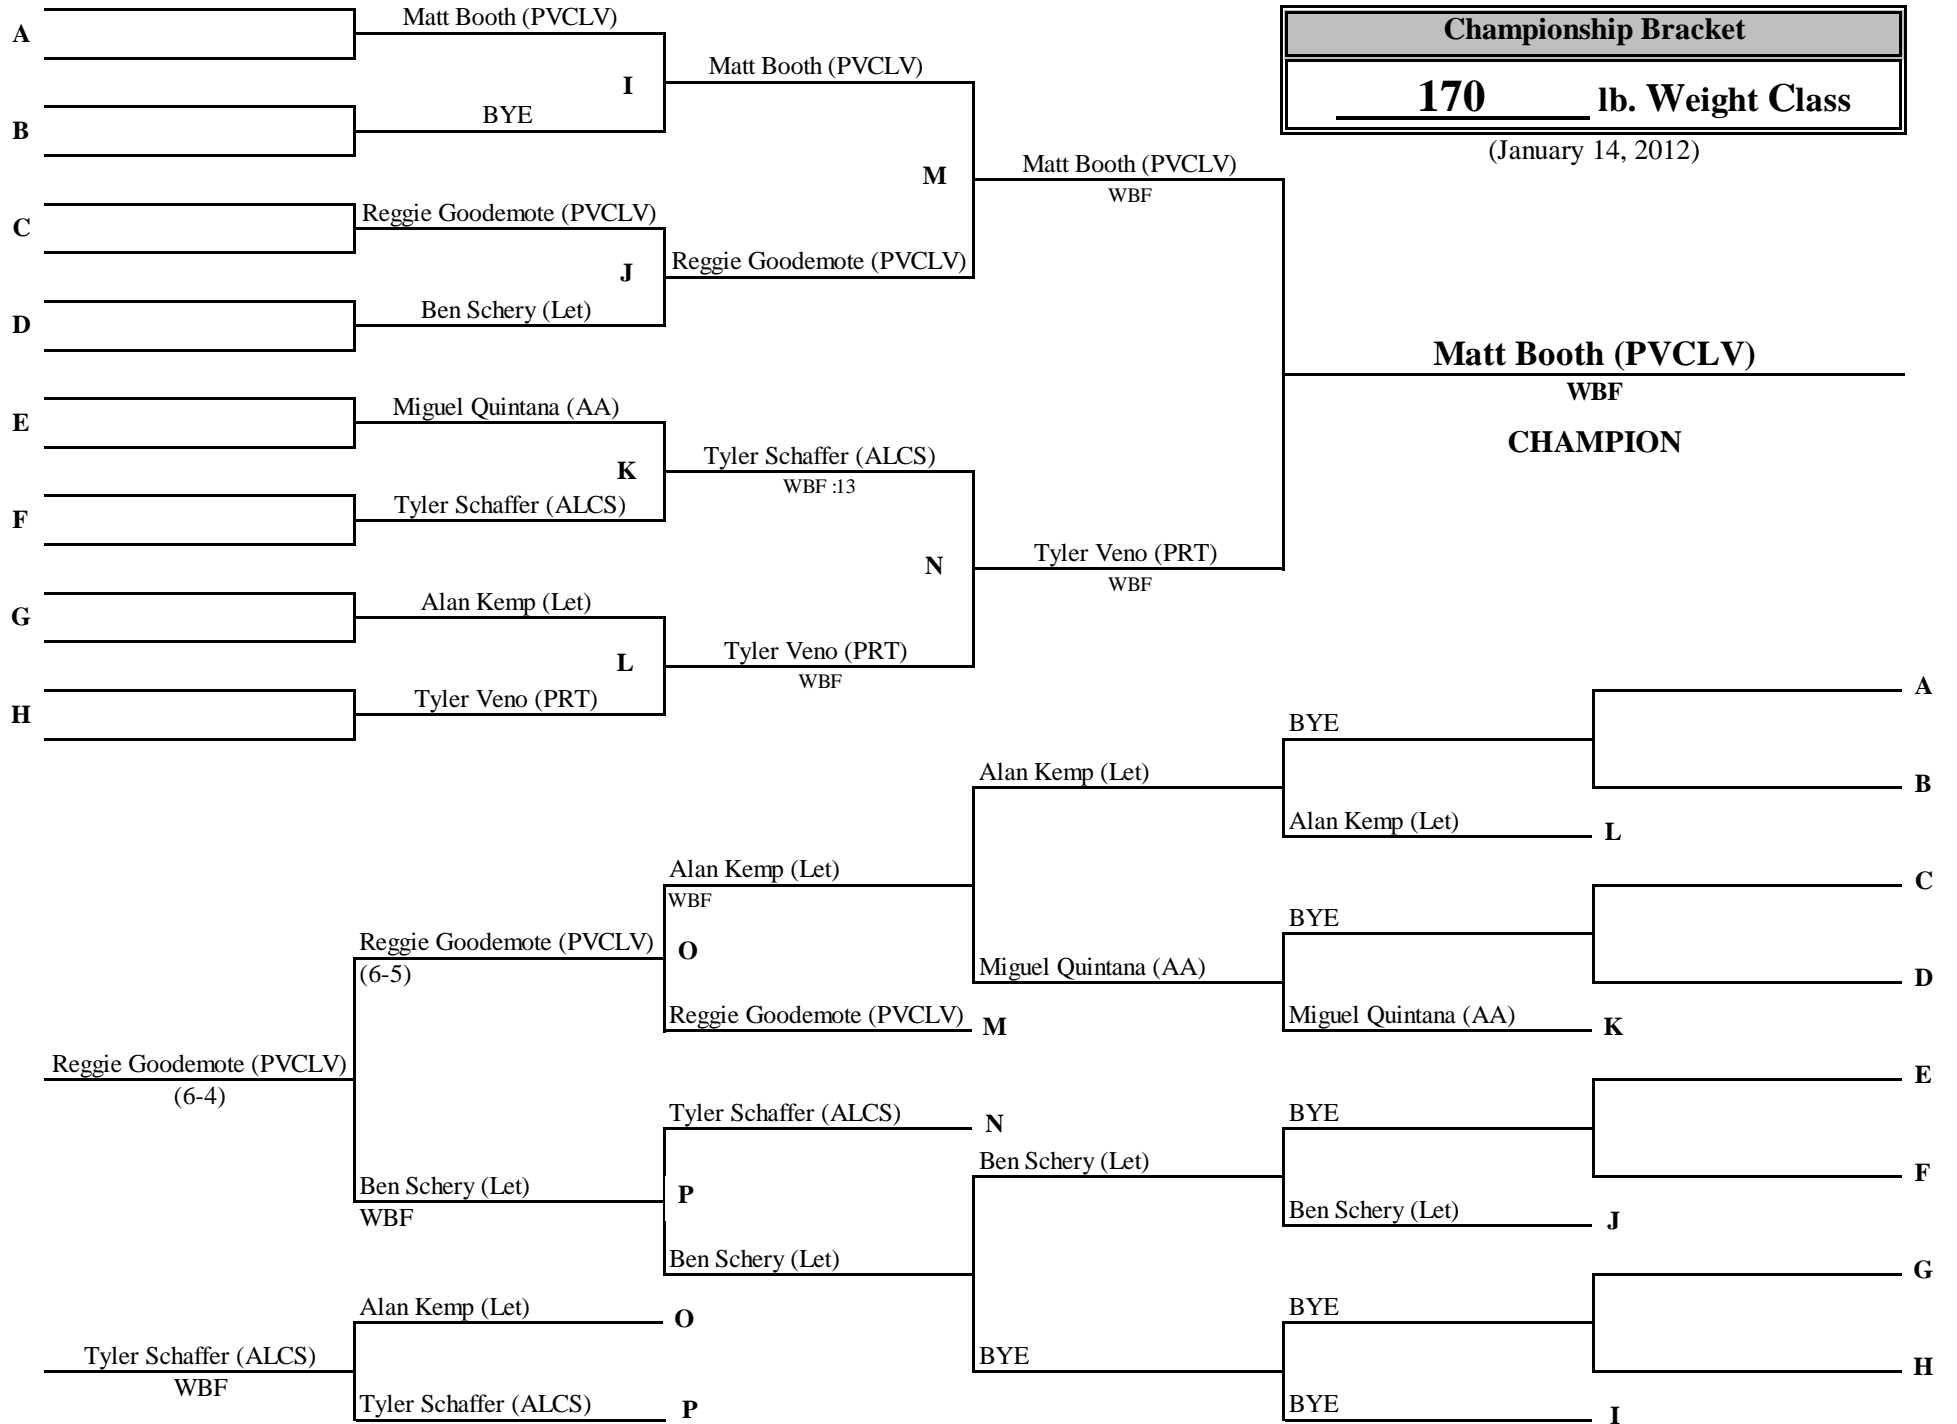 Championship Bracket
170 lb. Weight Class
(January 14, 2012)
A
Matt Booth (PVCLV)
I
Matt Booth (PVCLV)
B
BYE
M
Matt Booth (PVCLV)
WBF
C
Reggie Goodemote (PVCLV)
J
Reggie Goodemote (PVCLV)
D
Ben Schery (Let)
Matt Booth (PVCLV)
WBF
CHAMPION
E
Miguel Quintana (AA)
K
Tyler Schaffer (ALCS)
WBF :13
F
Tyler Schaffer (ALCS)
N
Tyler Veno (PRT)
WBF
G
Alan Kemp (Let)
L
Tyler Veno (PRT)
WBF
H
Tyler Veno (PRT)
A
BYE
Alan Kemp (Let)
B
Alan Kemp (Let)
L
Alan Kemp (Let)
WBF
C
BYE
Reggie Goodemote (PVCLV)
(6-5)
O
Miguel Quintana (AA)
D
Reggie Goodemote (PVCLV)
M
Miguel Quintana (AA)
K
Reggie Goodemote (PVCLV)
(6-4)
E
Tyler Schaffer (ALCS)
N
BYE
Ben Schery (Let)
F
Ben Schery (Let)
WBF
P
Ben Schery (Let)
J
Ben Schery (Let)
G
Alan Kemp (Let)
O
BYE
Tyler Schaffer (ALCS)
WBF
BYE
H
Tyler Schaffer (ALCS)
P
BYE
I